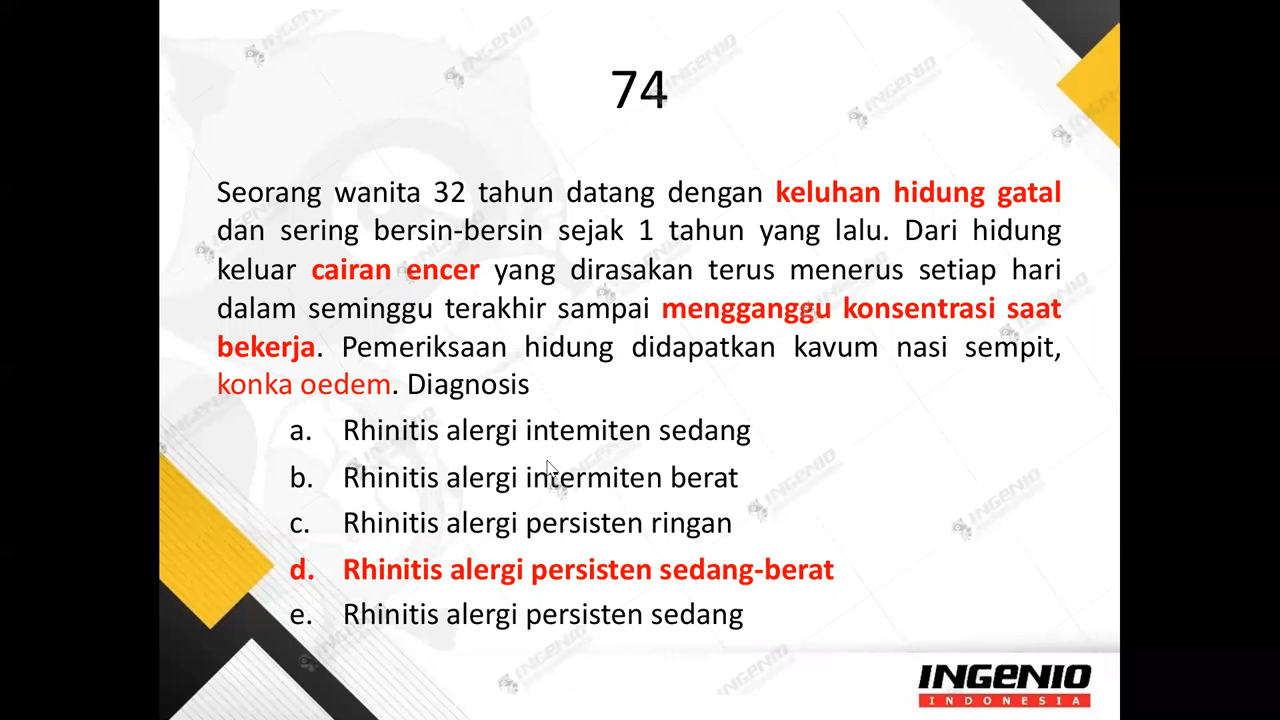 74
Seorang wanita 32 tahun datang dengan keluhan hidung gatal
dan sering bersin-bersin sejak 1 tahun yang lalu. Dari hidung
keluar cairan encer yang dirasakan terus menerus setiap hari
dalam seminggu terakhir sampai mengganggu konsentrasi saat
bekerja. Pemeriksaan hidung didapatkan kavum nasi sempit,
konka oedem. Diagnosis
a. Rhinitis alergi intemiten sedang
b. Rhinitis alergi intermiten berat
c. Rhinitis alergi persisten ringan
d. Rhinitis alergi persisten sedang-berat
e. Rhinitis alergi persisten sedang
INGENIO
INDONESIA